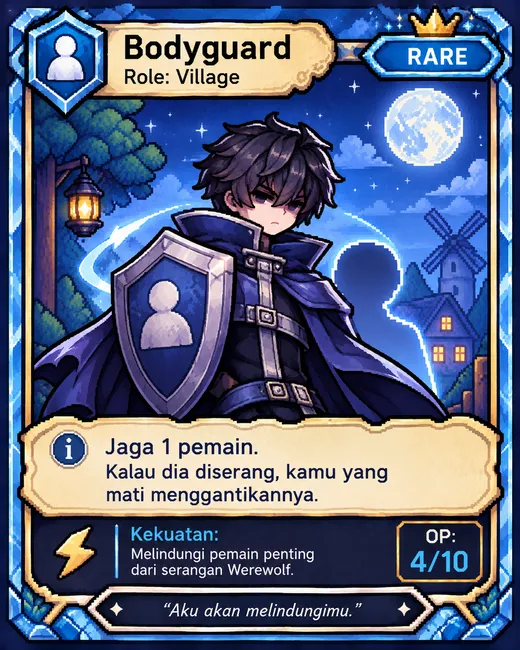 Bodyguard
Role: Village
RARE
Jaga 1 pemain.
Kalau dia diserang, kamu yang
mati menggantikannya.
Kekuatan:
Melindungi pemain penting
dari serangan Werewolf.
OP:
4/10
“Aku akan melindungimu.”